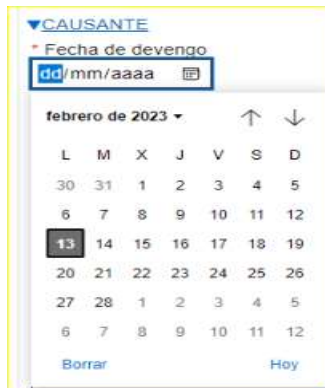 ▼CAUSANTE
* Fecha de devengo
dd/mm/aaaa
febrero de 2023
L M X J V S D
30 31 1 2 3 4 5
6 7 8 9 10 11 12
13 14 15 16 17 18 19
20 21 22 23 24 25 26
27 28 1 2 3 4 5
6 7 8 9 10 11 12
Borrar Hoy